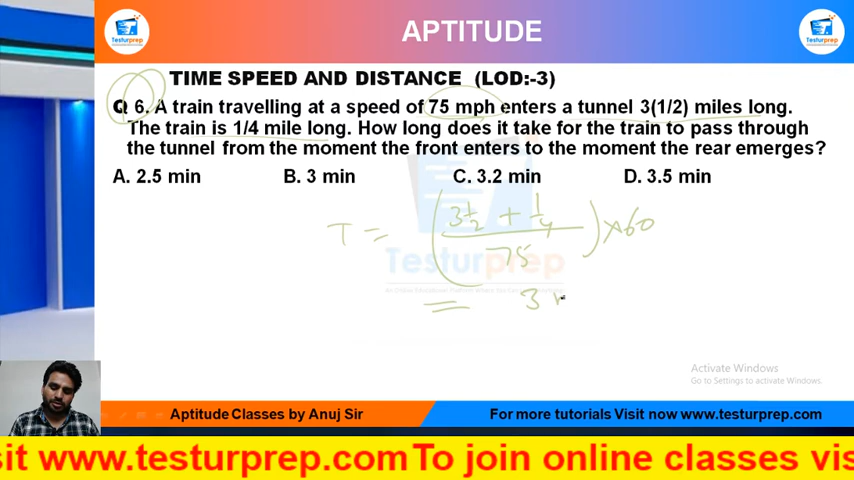 APTITUDE
Testurprep
Testurprep
TIME SPEED AND DISTANCE (LOD:-3)
Q 6. A train travelling at a speed of 75 mph enters a tunnel 3(1/2) miles long.
The train is 1/4 mile long. How long does it take for the train to pass through
the tunnel from the moment the front enters to the moment the rear emerges?
A. 2.5 min B. 3 min C. 3.2 min D. 3.5 min
T = (3 1/2 + 1/4 / 75) × 60
Testurprep
= 3
Activate Windows
Go to Settings to activate Windows.
Aptitude Classes by Anuj Sir For more tutorials Visit now www.testurprep.com
sit www.testurprep.com To join online classes vis